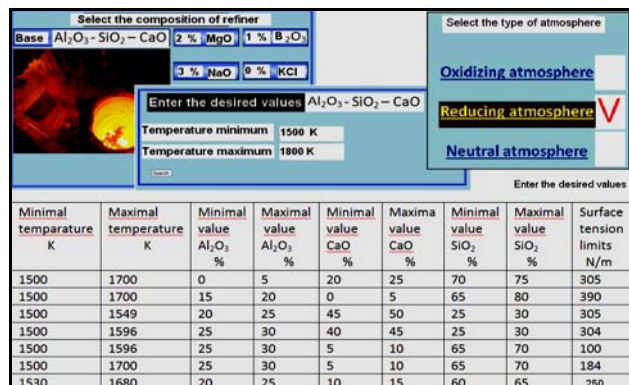 Select the composition of refiner
Base Al₂O₃ - SiO₂ – CaO 2 % MgO 1 % B₂O₃
3 % NaO 0 % KCl
Enter the desired values Al₂O₃ - SiO₂ – CaO
Temperature minimum 1500 K
Temperature maximum 1800 K
Search
Select the type of atmosphere
Oxidizing atmosphere
Reducing atmosphere V
Neutral atmosphere
Enter the desired values
Minimal temparature K Maximal temperature K Minimal value Al₂O₃ % Maximal value Al₂O₃ % Minimal value CaO % Maxima value CaO % Minimal value SiO₂ % Maximal value SiO₂ % Surface tension limits N/m
1500 1700 0 5 20 25 70 75 305
1500 1700 15 20 0 5 65 80 390
1500 1549 20 25 45 50 25 30 305
1500 1596 25 30 40 45 25 30 304
1500 1596 25 30 5 10 65 70 100
1500 1700 25 30 5 10 65 70 184
1530 1680 20 25 10 15 60 65 250